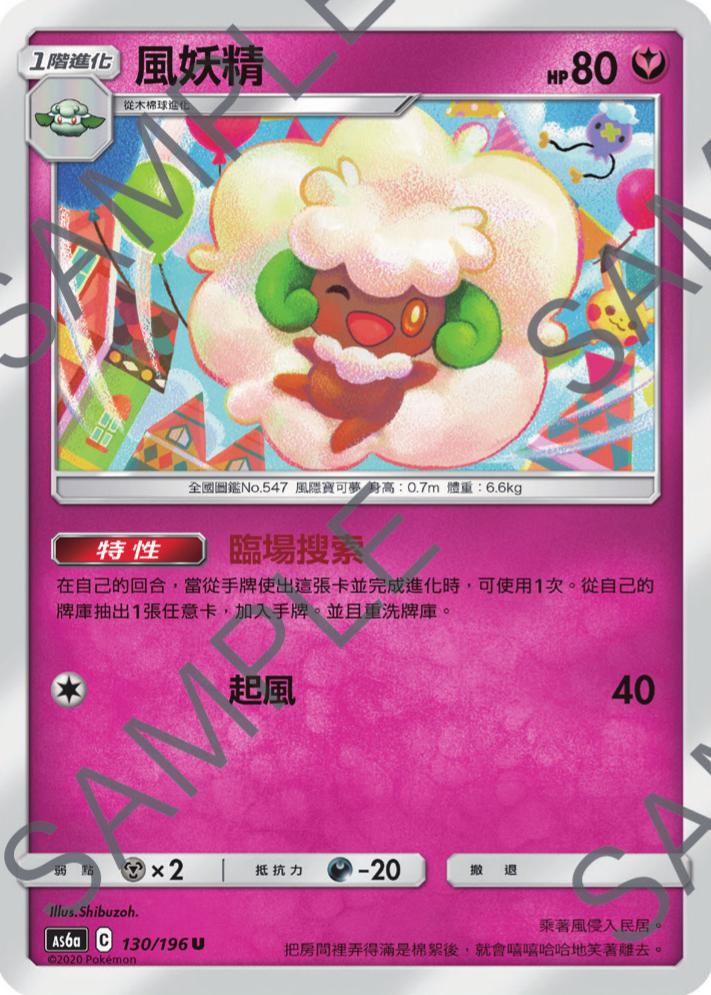 1階進化 風妖精 HP80
從木棉球進化
全國圖鑑No.547 風隱寶可夢 身高:0.7m 體重:6.6kg
特性 臨場搜索
在自己的回合,當從手牌使出這張卡並完成進化時,可使用1次。從自己的
牌庫抽出1張任意卡,加入手牌。並且重洗牌庫。
起風 40
弱點 ×2 抵抗力 -20 撤退
Illus.Shibuzoh.
AS6a C 130/196 U
©2020 Pokémon
乘著風侵入民居。
把房間裡弄得滿是棉絮後,就會嘻嘻哈哈地笑著離去。
SAMPLE
SAMPLE
SAMPLE
SAMPLE